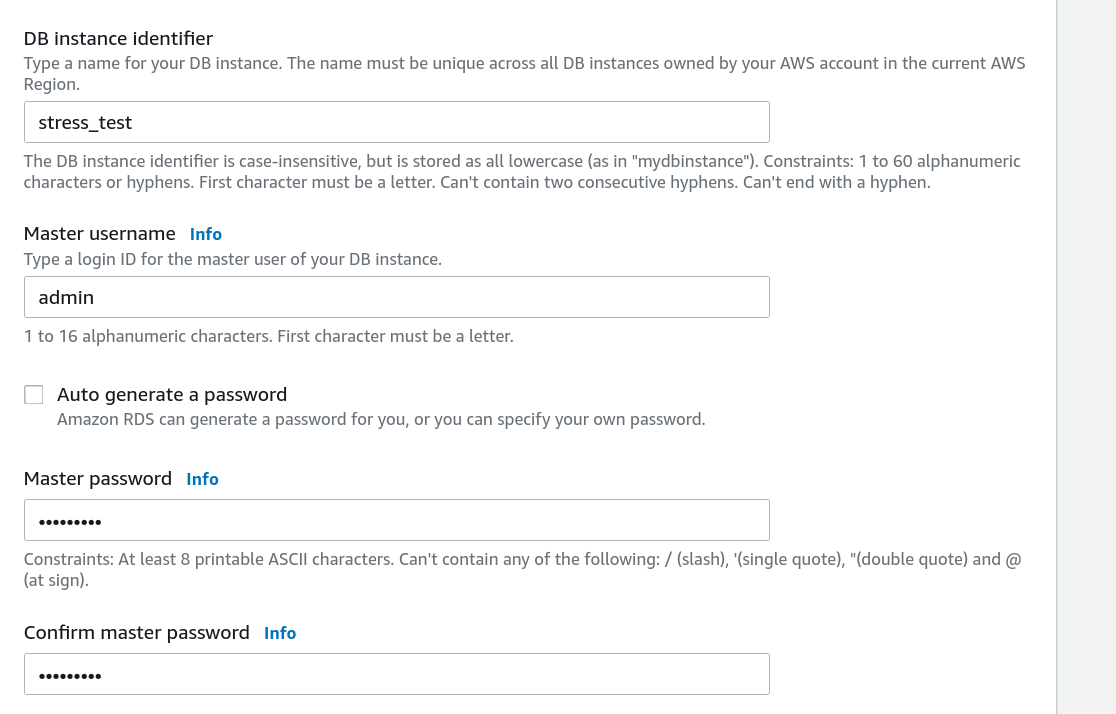 DB instance identifier
Type a name for your DB instance. The name must be unique across all DB instances owned by your AWS account in the current AWS
Region.
stress_test
The DB instance identifier is case-insensitive, but is stored as all lowercase (as in "mydbinstance"). Constraints: 1 to 60 alphanumeric
characters or hyphens. First character must be a letter. Can't contain two consecutive hyphens. Can't end with a hyphen.
Master username Info
Type a login ID for the master user of your DB instance.
admin
1 to 16 alphanumeric characters. First character must be a letter.
Auto generate a password
Amazon RDS can generate a password for you, or you can specify your own password.
Master password Info
•••••••••
Constraints: At least 8 printable ASCII characters. Can't contain any of the following: / (slash), '(single quote), "(double quote) and @
(at sign).
Confirm master password Info
•••••••••